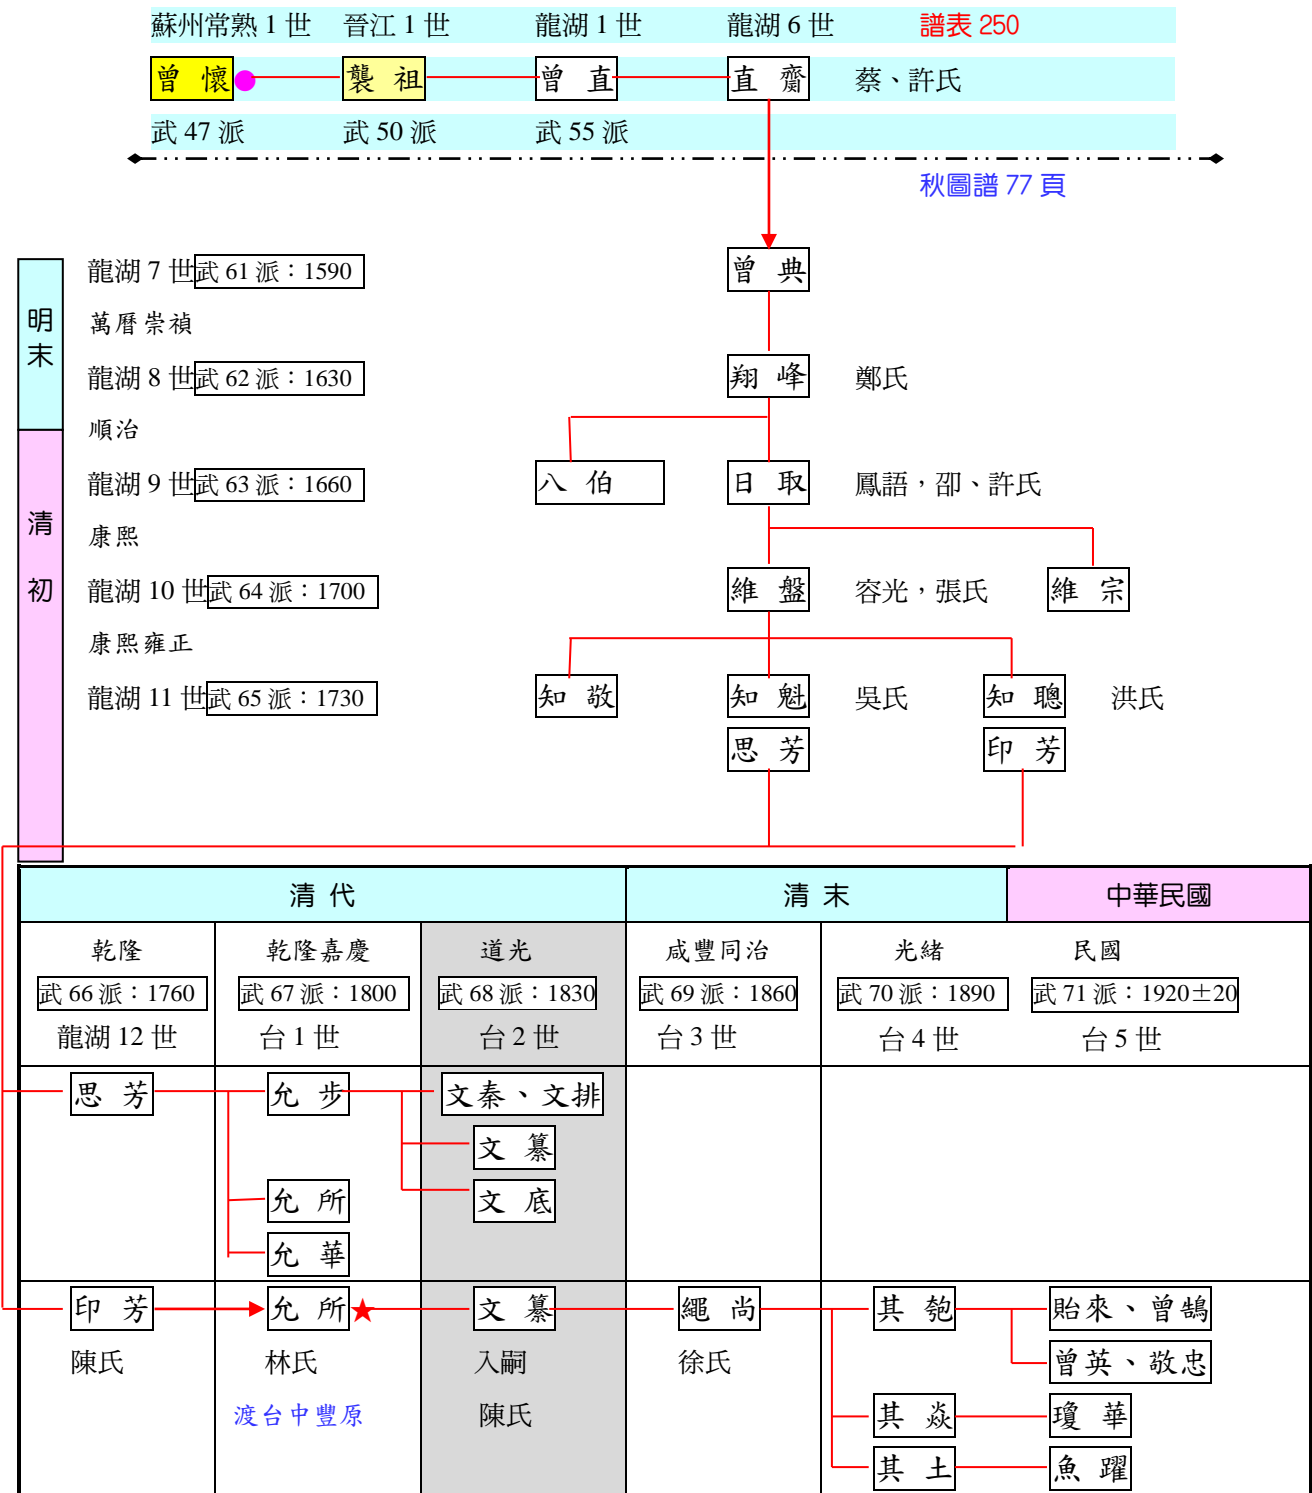 蘇州常熟 1 世 晉江 1 世 龍湖 1 世 龍湖 6 世 譜表 250
曾 懷 襲 祖 曾 直 直 齋 蔡、許氏
武 47 派 武 50 派 武 55 派
秋圖譜 77 頁
明末
清初
龍湖 7 世 武 61 派：1590 曾 典
萬曆崇禎
龍湖 8 世 武 62 派：1630 翔 峰 鄭氏
順治
龍湖 9 世 武 63 派：1660 八 伯 日 取 鳳語，邵、許氏
康熙
龍湖 10 世 武 64 派：1700 維 盤 容光，張氏 維 宗
康熙雍正
龍湖 11 世 武 65 派：1730 知 敬 知 魁 吳氏 知 聰 洪氏
思 芳 印 芳
清 代 清 末 中華民國
乾隆 乾隆嘉慶 道光 咸豐同治 光緒 民國
武 66 派：1760 武 67 派：1800 武 68 派：1830 武 69 派：1860 武 70 派：1890 武 71 派：1920±20
龍湖 12 世 台 1 世 台 2 世 台 3 世 台 4 世 台 5 世
思 芳 允 步 文秦、文排
文 纂
允 所 文 底
允 華
印 芳 允 所 文 纂 繩 尚 其 匏 貽來、曾鵠
陳氏 林氏 入嗣 徐氏 曾英、敬忠
渡台中豐原 陳氏 其 焱 瓊 華
其 土 魚 躍